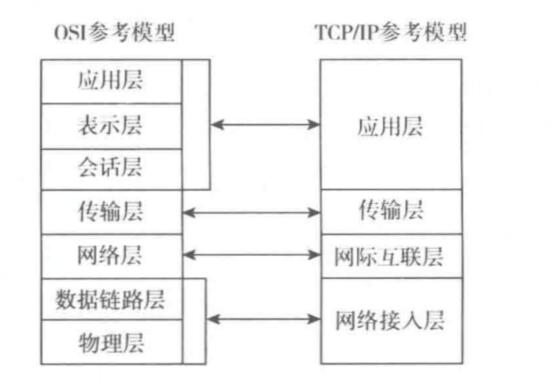 OSI参考模型
TCP/IP参考模型
应用层
表示层
会话层
传输层
网络层
数据链路层
物理层
应用层
传输层
网际互联层
网络接入层